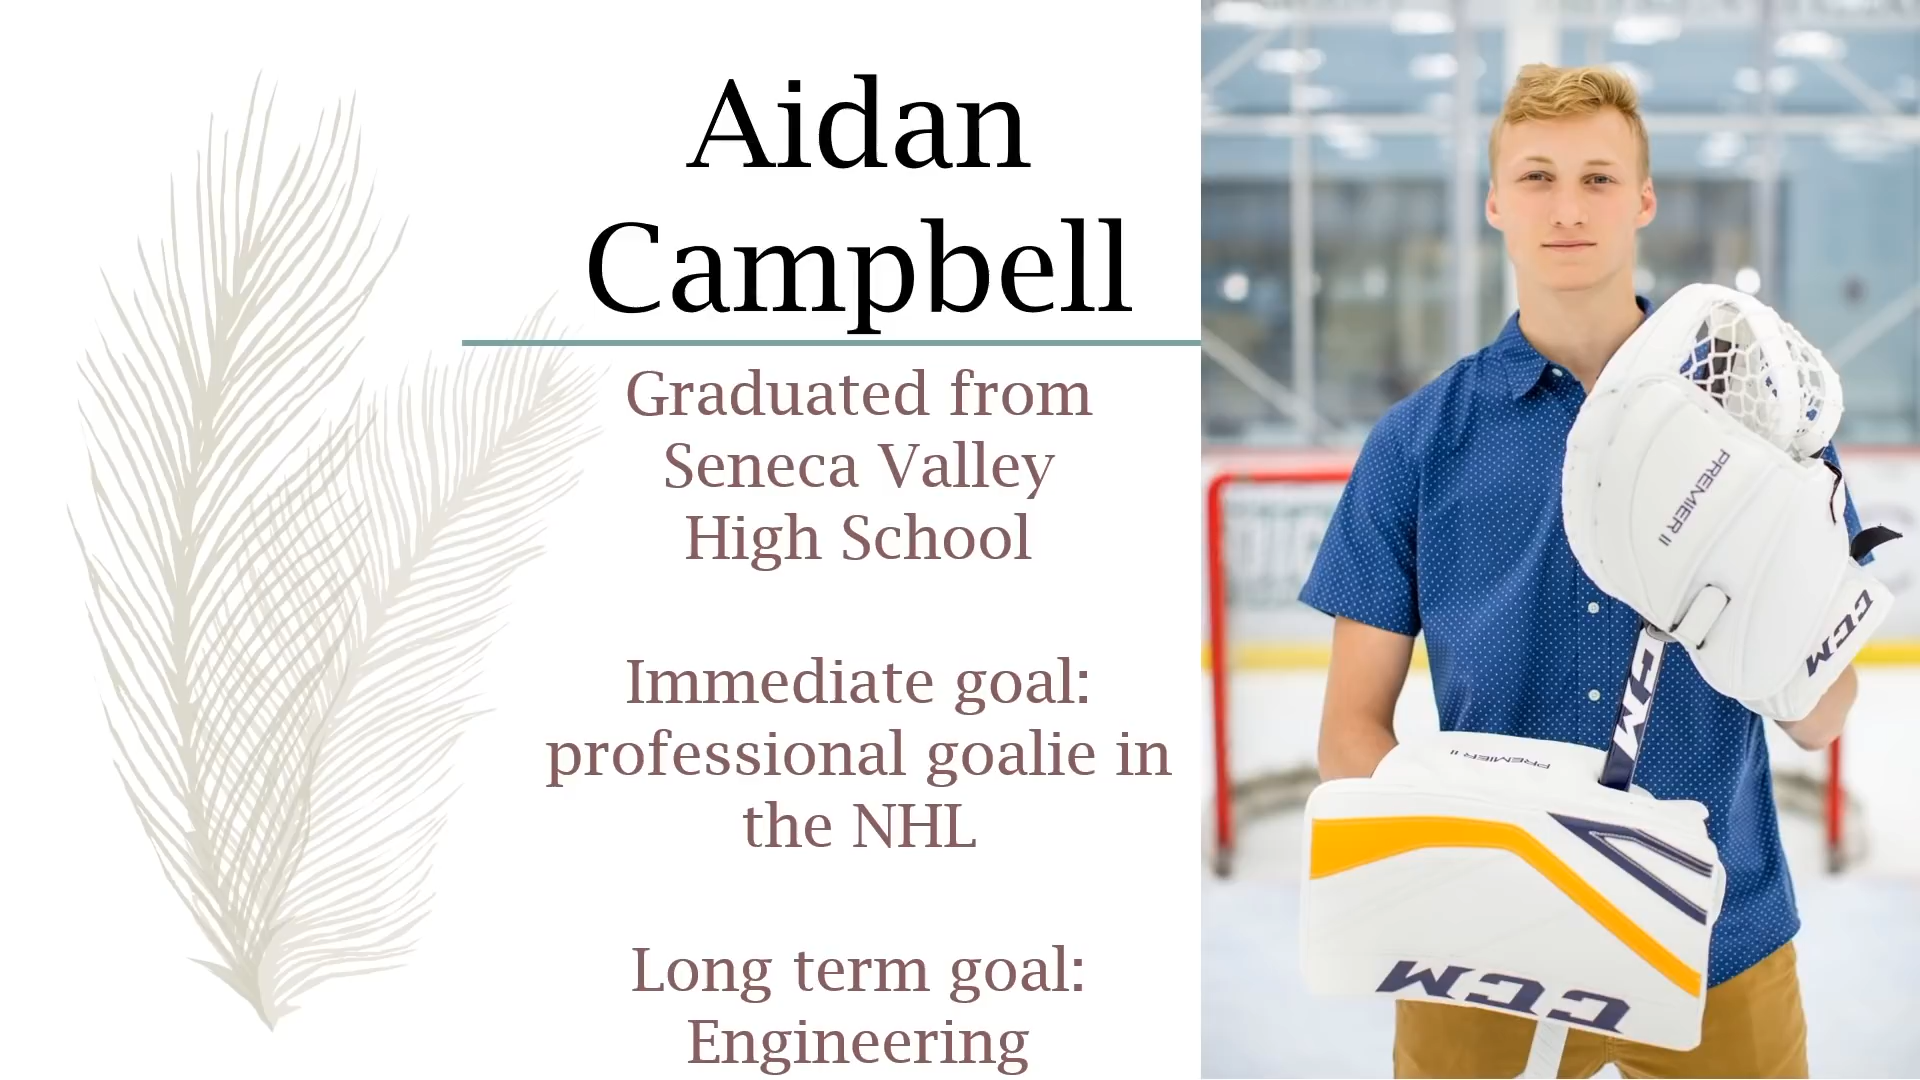 Aidan
Campbell
Graduated from
Seneca Valley
High School
Immediate goal:
professional goalie in
the NHL
Long term goal:
Engineering
PREMIER II
CCM
PREMIER II
CCM